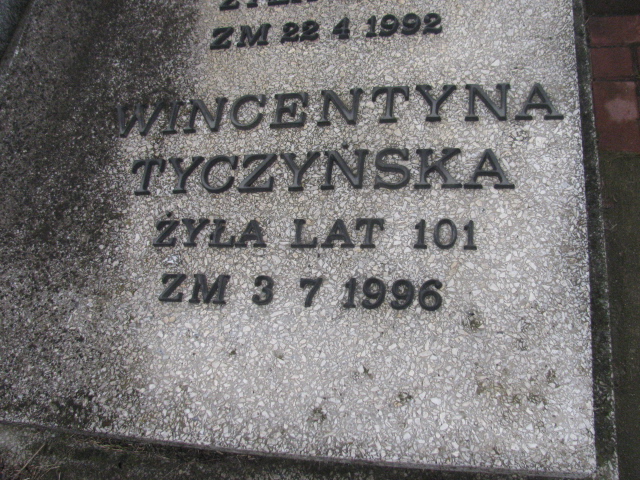 ZM 22 4 1992
WINCENTYNA
TYCZYŃSKA
ŻYŁA LAT 101
ZM 3 7 1996